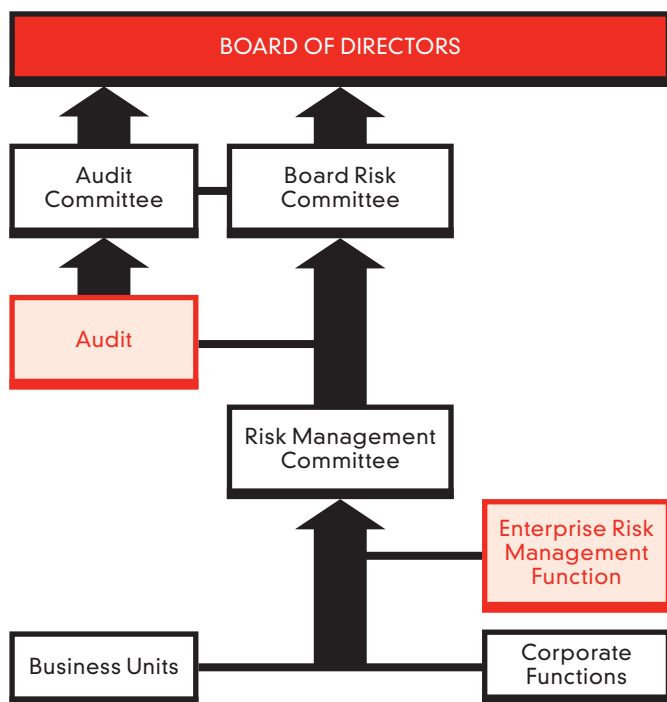 BOARD OF DIRECTORS
Audit
Committee
Board Risk
Committee
Audit
Risk Management
Committee
Enterprise Risk
Management
Function
Business Units
Corporate
Functions